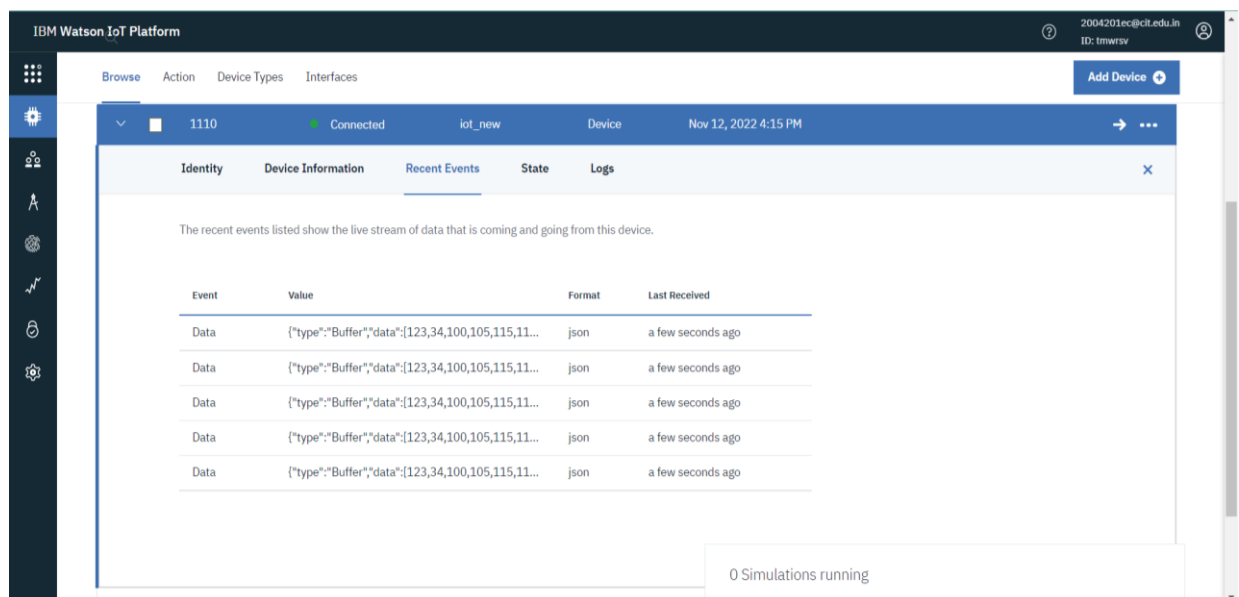 IBM Watson IoT Platform
2004201ec@cit.edu.in
ID: tmwrsv
Browse Action Device Types Interfaces
Add Device
1110 Connected iot_new Device Nov 12, 2022 4:15 PM
Identity Device Information Recent Events State Logs
The recent events listed show the live stream of data that is coming and going from this device.
Event Value Format Last Received
Data {"type":"Buffer","data":[123,34,100,105,115,11... json a few seconds ago
Data {"type":"Buffer","data":[123,34,100,105,115,11... json a few seconds ago
Data {"type":"Buffer","data":[123,34,100,105,115,11... json a few seconds ago
Data {"type":"Buffer","data":[123,34,100,105,115,11... json a few seconds ago
Data {"type":"Buffer","data":[123,34,100,105,115,11... json a few seconds ago
0 Simulations running